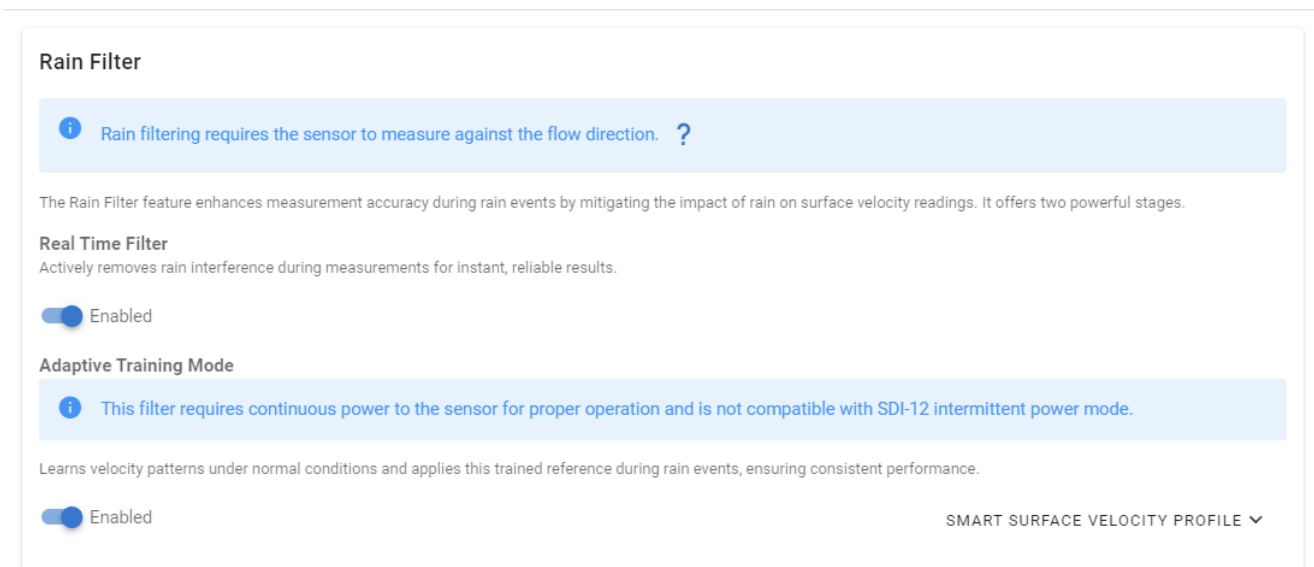 Rain Filter
Rain filtering requires the sensor to measure against the flow direction. ?
The Rain Filter feature enhances measurement accuracy during rain events by mitigating the impact of rain on surface velocity readings. It offers two powerful stages.
Real Time Filter
Actively removes rain interference during measurements for instant, reliable results.
Enabled
Adaptive Training Mode
This filter requires continuous power to the sensor for proper operation and is not compatible with SDI-12 intermittent power mode.
Learns velocity patterns under normal conditions and applies this trained reference during rain events, ensuring consistent performance.
Enabled
SMART SURFACE VELOCITY PROFILE